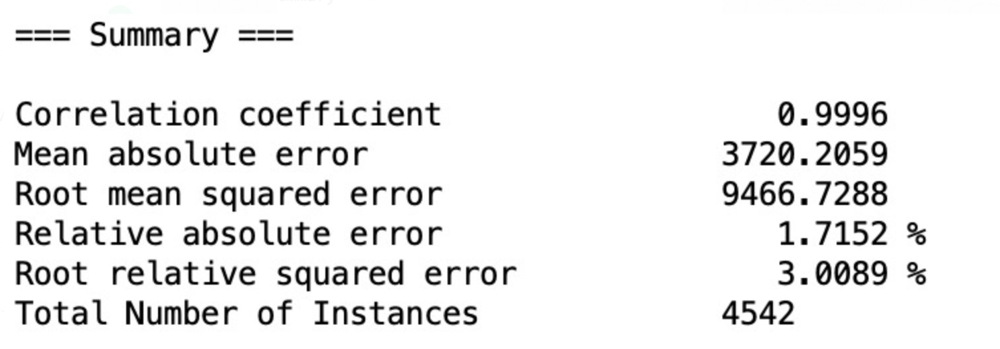 === Summary ===
Correlation coefficient 0.9996
Mean absolute error 3720.2059
Root mean squared error 9466.7288
Relative absolute error 1.7152 %
Root relative squared error 3.0089 %
Total Number of Instances 4542